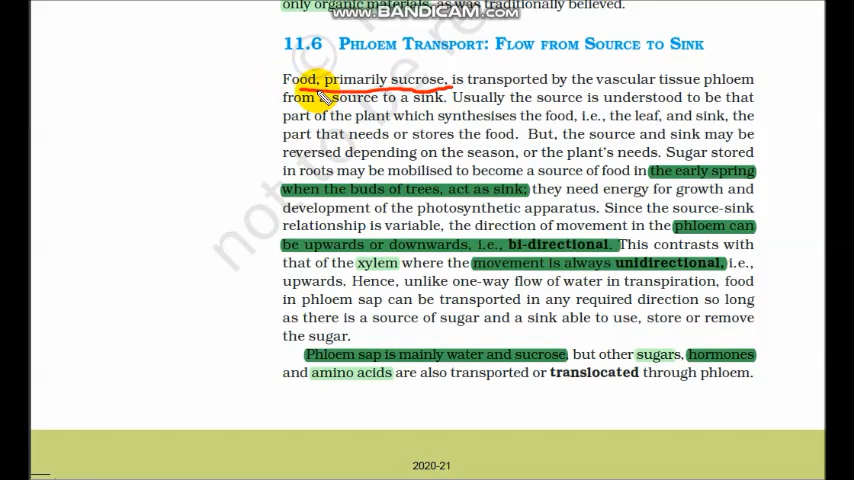 only organic materials, as was traditionally believed.
www.BANDICAM.com
11.6 PHLOEM TRANSPORT: FLOW FROM SOURCE TO SINK
Food, primarily sucrose, is transported by the vascular tissue phloem
from a source to a sink. Usually the source is understood to be that
part of the plant which synthesises the food, i.e., the leaf, and sink, the
part that needs or stores the food. But, the source and sink may be
reversed depending on the season, or the plant's needs. Sugar stored
in roots may be mobilised to become a source of food in the early spring
when the buds of trees, act as sink; they need energy for growth and
development of the photosynthetic apparatus. Since the source-sink
relationship is variable, the direction of movement in the phloem can
be upwards or downwards, i.e., bi-directional. This contrasts with
that of the xylem where the movement is always unidirectional, i.e.,
upwards. Hence, unlike one-way flow of water in transpiration, food
in phloem sap can be transported in any required direction so long
as there is a source of sugar and a sink able to use, store or remove
the sugar.
Phloem sap is mainly water and sucrose, but other sugars, hormones
and amino acids are also transported or translocated through phloem.
not to be re
2020-21